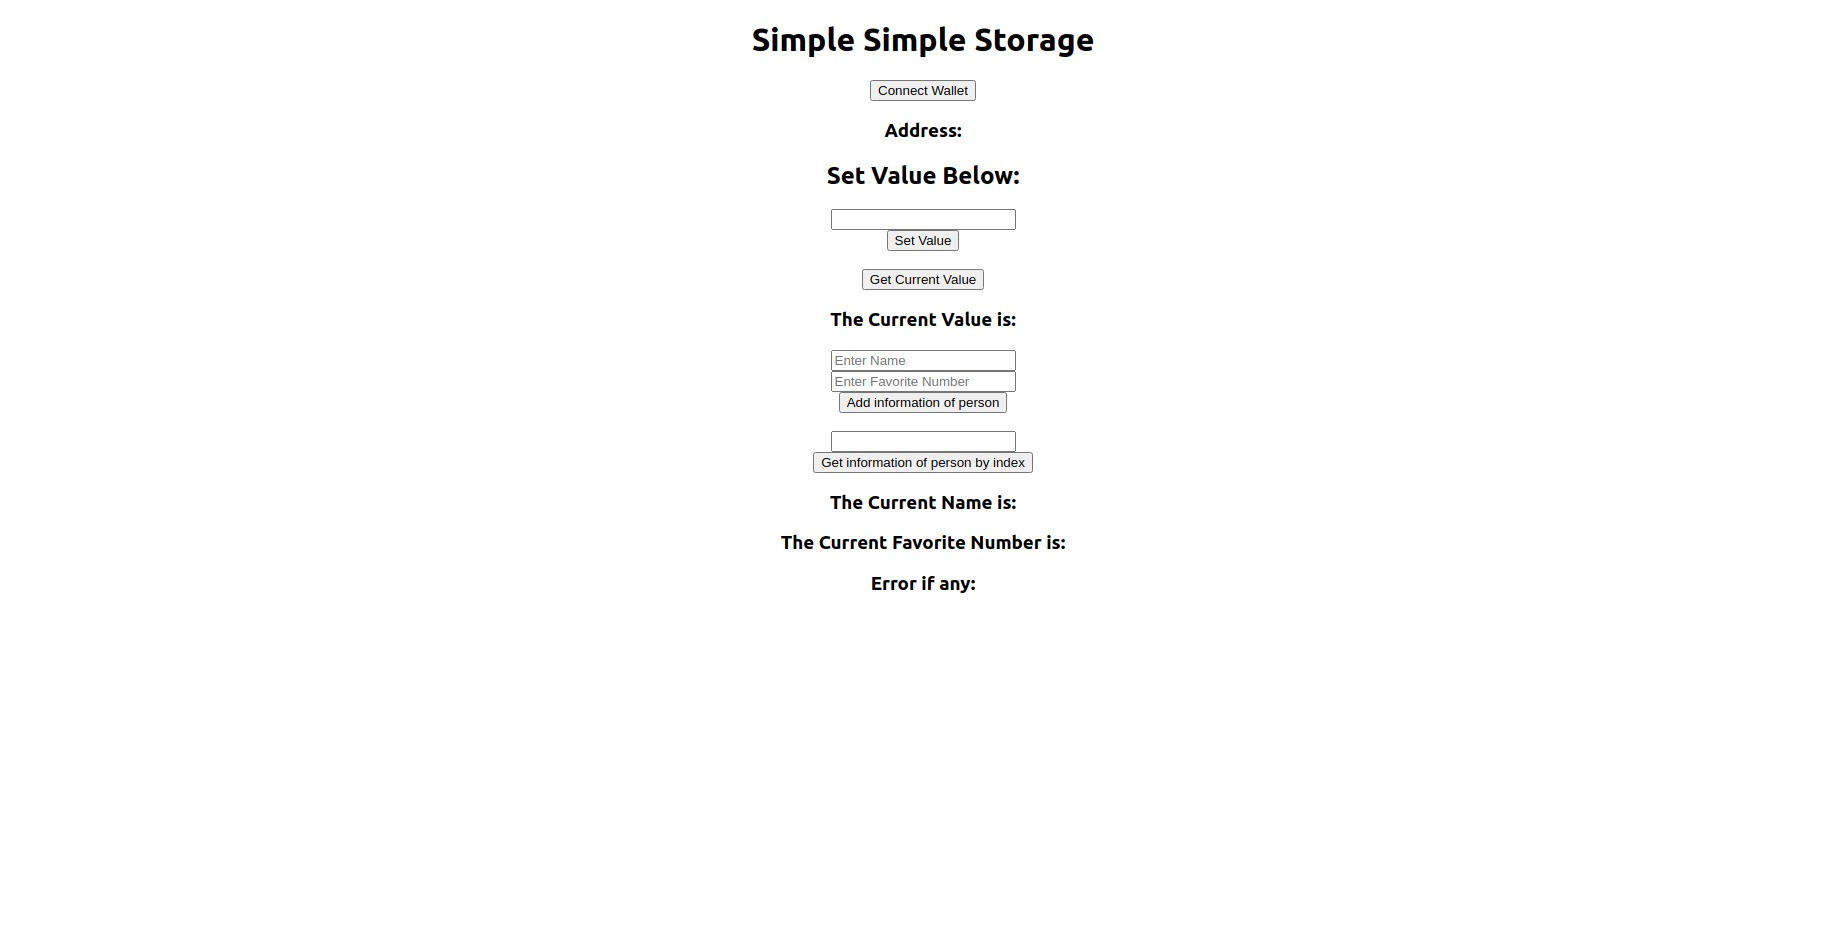 Simple Simple Storage
Connect Wallet
Address:
Set Value Below:
Set Value
Get Current Value
The Current Value is:
Enter Name
Enter Favorite Number
Add information of person
Get information of person by index
The Current Name is:
The Current Favorite Number is:
Error if any: